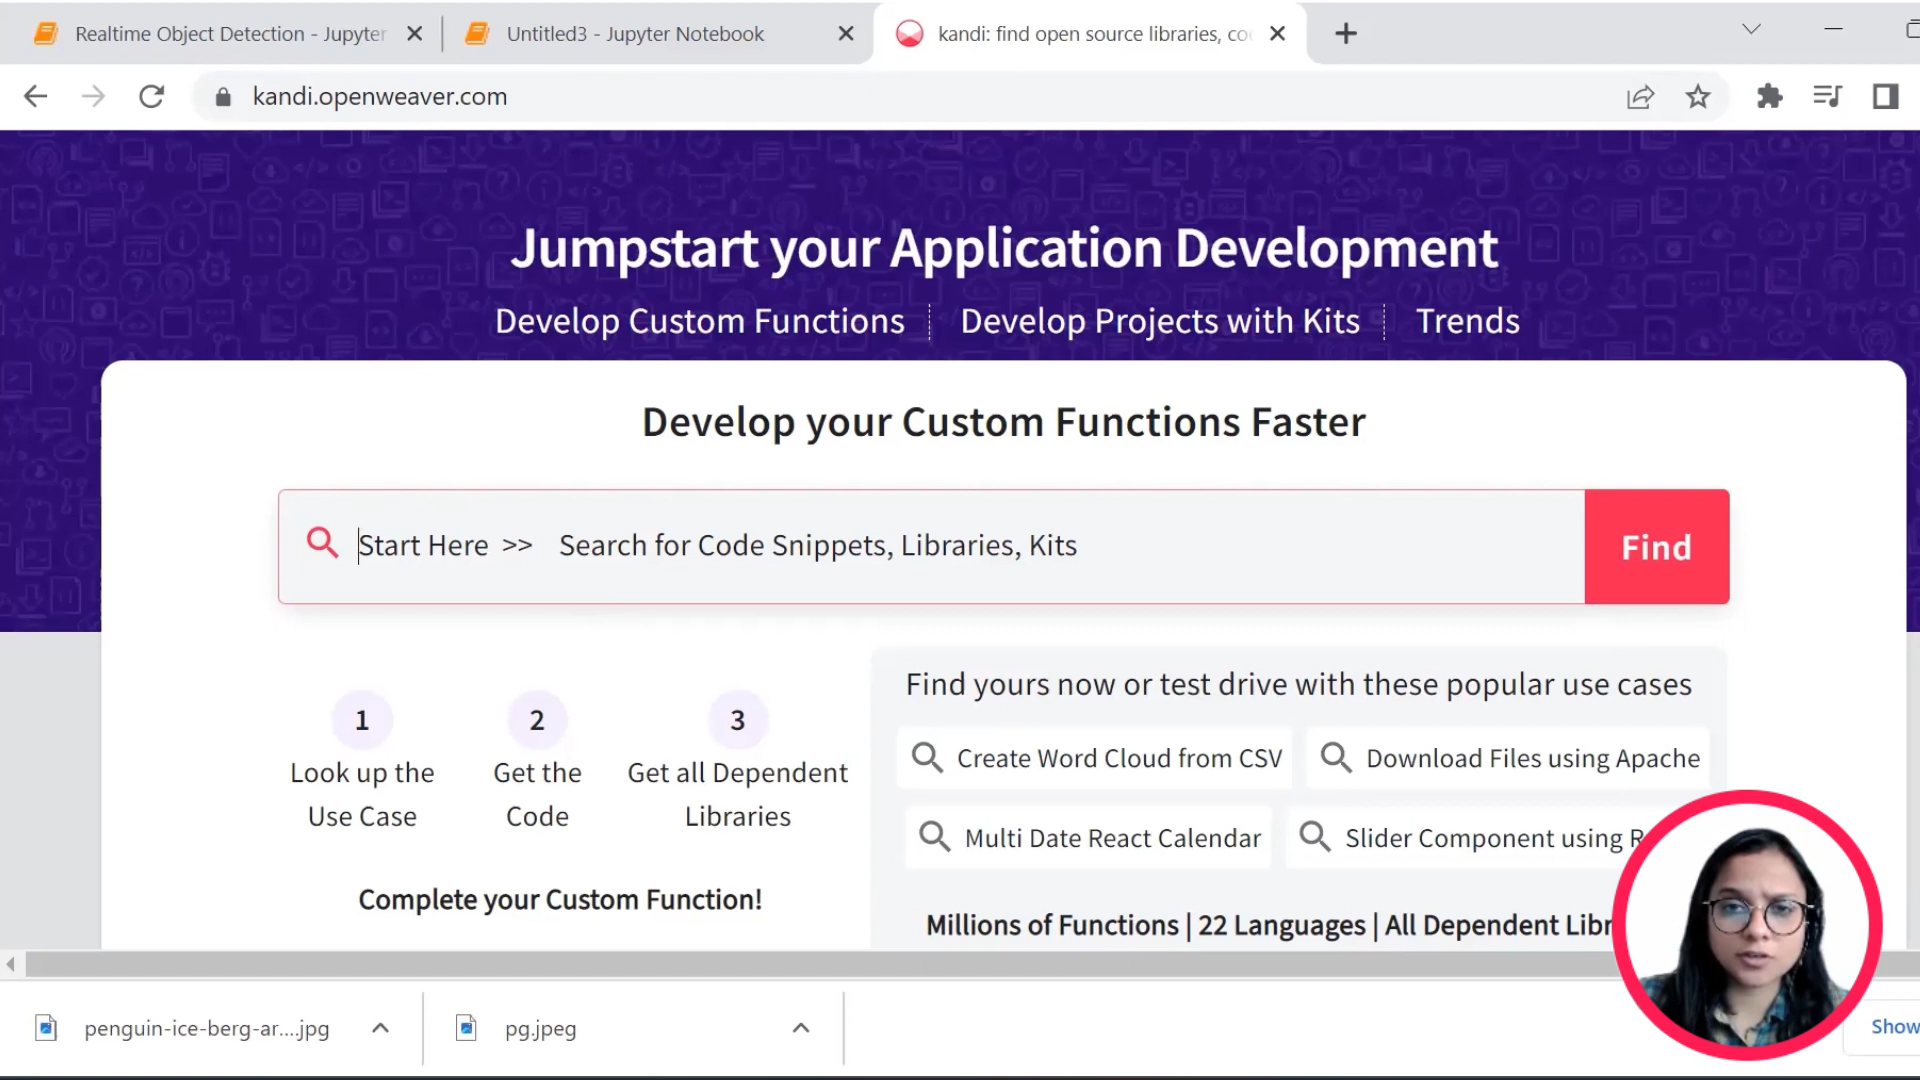 Realtime Object Detection - Jupyter
Untitled3 - Jupyter Notebook
kandi: find open source libraries, co
kandi.openweaver.com
Jumpstart your Application Development
Develop Custom Functions
Develop Projects with Kits
Trends
Develop your Custom Functions Faster
Start Here >> Search for Code Snippets, Libraries, Kits
Find
1
2
3
Look up the
Use Case
Get the
Code
Get all Dependent
Libraries
Complete your Custom Function!
Find yours now or test drive with these popular use cases
Create Word Cloud from CSV
Download Files using Apache
Multi Date React Calendar
Slider Component using R
Millions of Functions | 22 Languages | All Dependent Libr
penguin-ice-berg-ar....jpg
pg.jpeg
Show